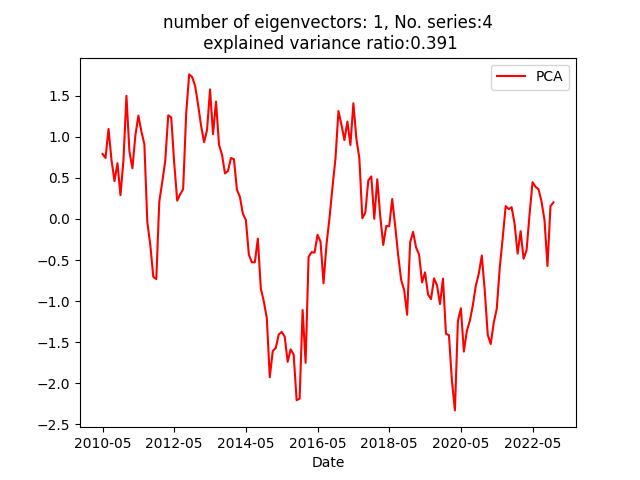 number of eigenvectors: 1, No. series:4
explained variance ratio:0.391
PCA
1.5
1.0
0.5
0.0
−0.5
−1.0
−1.5
−2.0
−2.5
2010-05 2012-05 2014-05 2016-05 2018-05 2020-05 2022-05
Date